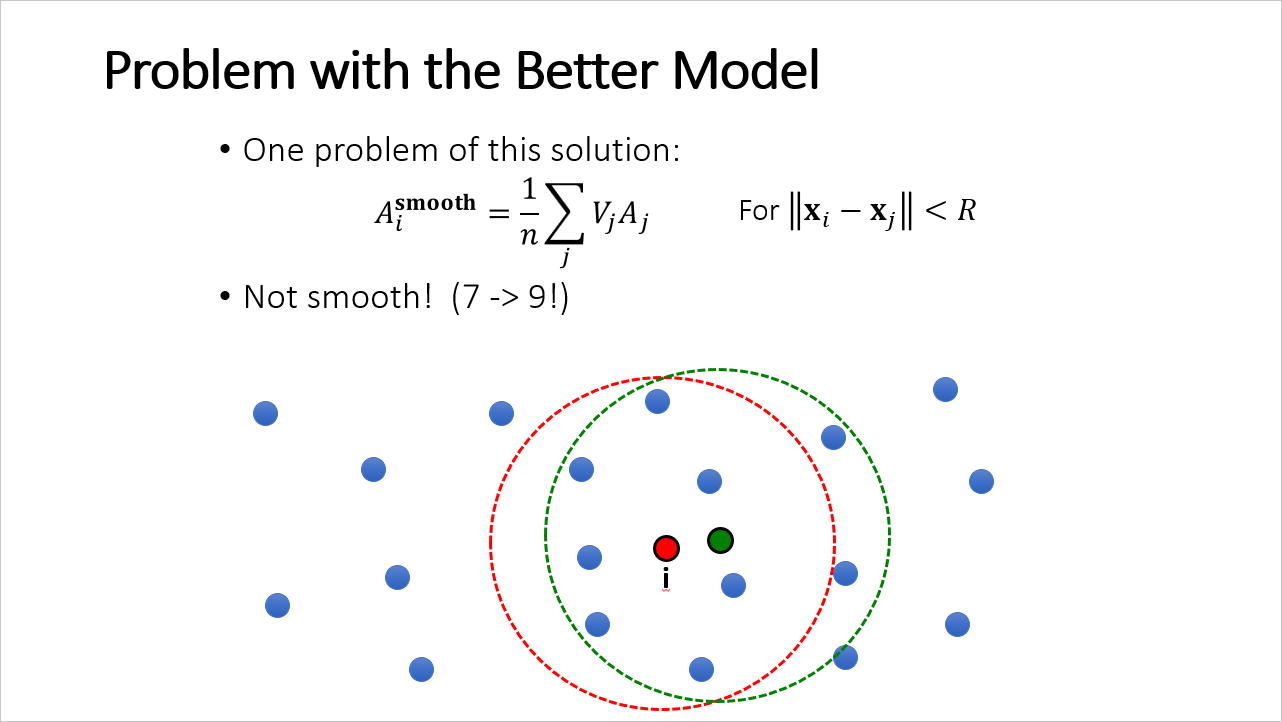 Problem with the Better Model
• One problem of this solution:
$A_i^{\mathbf{smooth}} = \frac{1}{n} \sum_j V_j A_j$ For $\|\mathbf{x}_i - \mathbf{x}_j\| < R$
• Not smooth! (7 -> 9!)
i